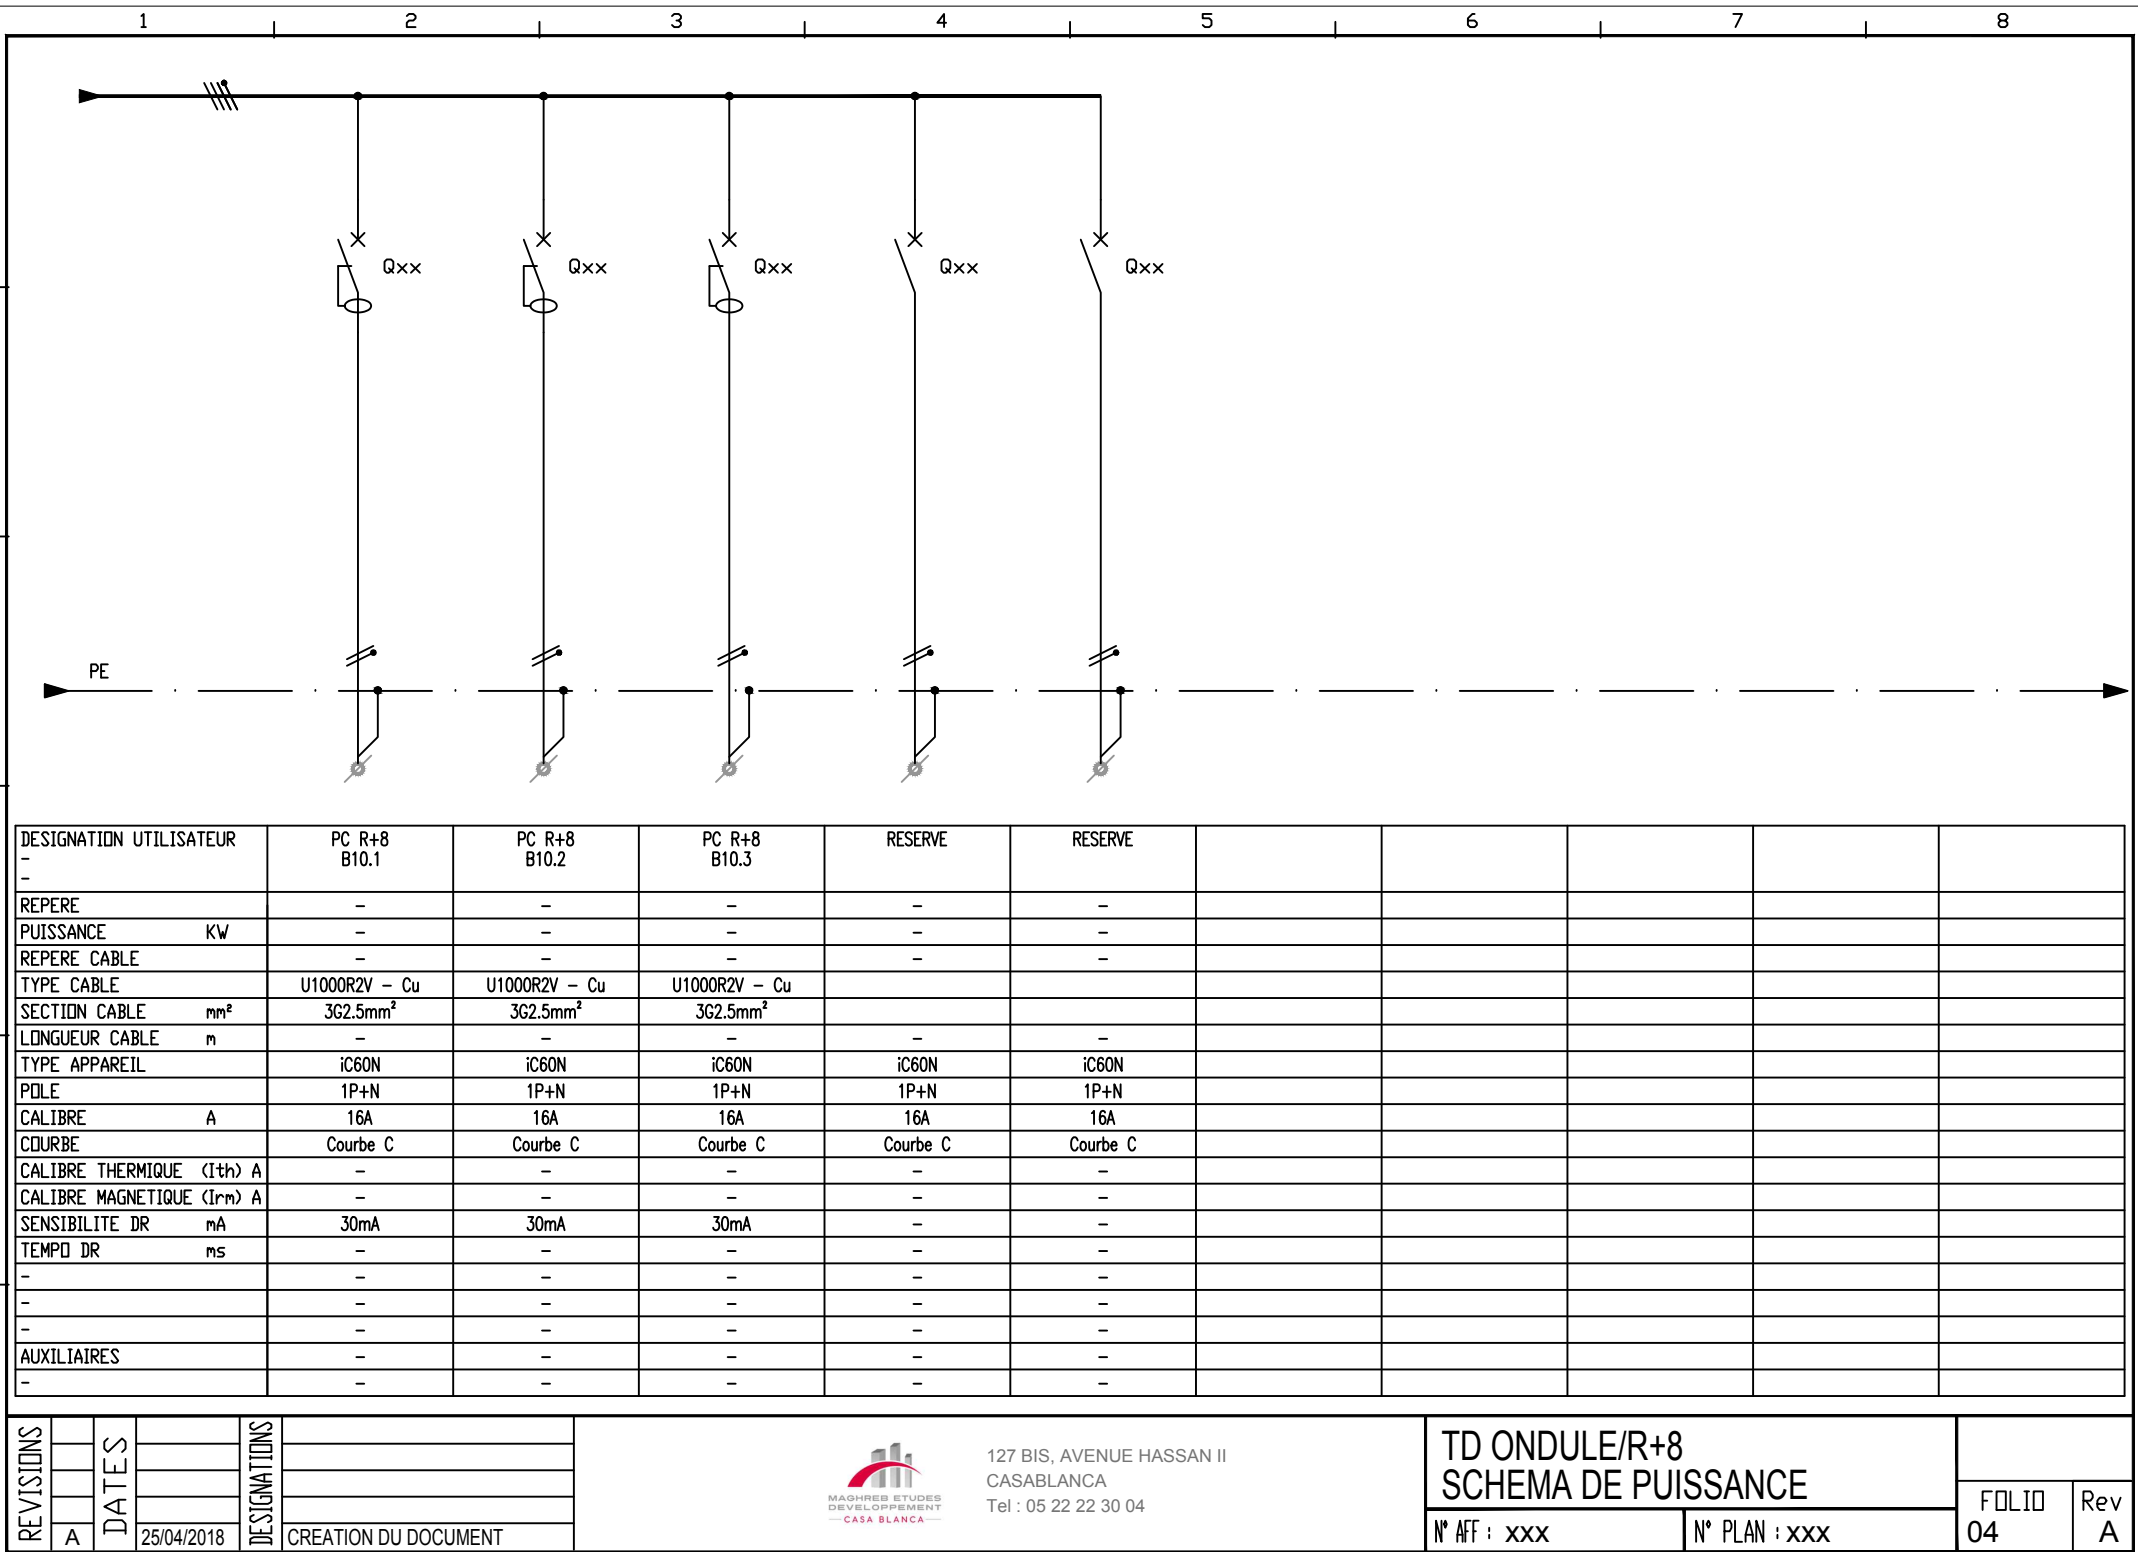 1 2 3 4 5 6 7 8
Qxx Qxx Qxx Qxx Qxx
PE
DESIGNATION UTILISATEUR PC R+8 PC R+8 PC R+8 RESERVE RESERVE
- B10.1 B10.2 B10.3
-
REPERE - - - - -
PUISSANCE KW - - - - -
REPERE CABLE - - - - -
TYPE CABLE U1000R2V - Cu U1000R2V - Cu U1000R2V - Cu
SECTION CABLE mm² 3G2.5mm² 3G2.5mm² 3G2.5mm²
LONGUEUR CABLE m - - - - -
TYPE APPAREIL iC60N iC60N iC60N iC60N iC60N
POLE 1P+N 1P+N 1P+N 1P+N 1P+N
CALIBRE A 16A 16A 16A 16A 16A
COURBE Courbe C Courbe C Courbe C Courbe C Courbe C
CALIBRE THERMIQUE (Ith) A - - - - -
CALIBRE MAGNETIQUE (Irm) A - - - - -
SENSIBILITE DR mA 30mA 30mA 30mA - -
TEMPO DR ms - - - - -
- - - - - -
- - - - - -
- - - - - -
AUXILIAIRES - - - - -
- - - - - -
REVISIONS
A
DATES
25/04/2018
DESIGNATIONS
CREATION DU DOCUMENT
MAGHREB ETUDES
DEVELOPPEMENT
CASA BLANCA
127 BIS, AVENUE HASSAN II
CASABLANCA
Tel : 05 22 22 30 04
TD ONDULE/R+8
SCHEMA DE PUISSANCE
N° AFF : XXX
N° PLAN : XXX
FOLIO
04
Rev
A